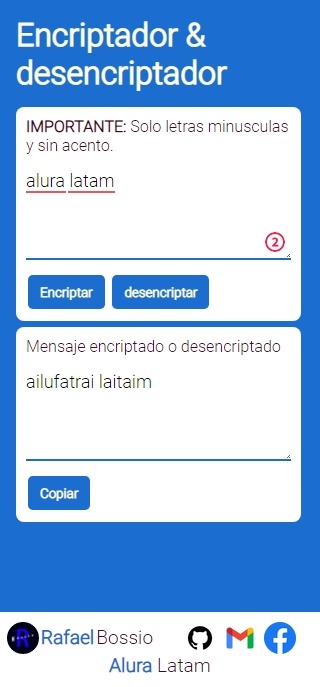 Encriptador &
desencriptador
IMPORTANTE: Solo letras minusculas
y sin acento.
alura latam
2
Encriptar desencriptar
Mensaje encriptado o desencriptado
ailufatrai laitaim
Copiar
R Rafael Bossio
Alura Latam